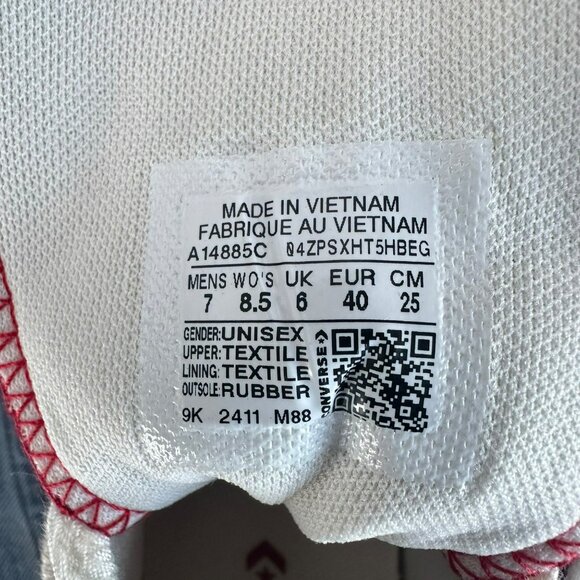 MADE IN VIETNAM
FABRIQUE AU VIETNAM
A14885C 04ZPSXHT5HBEG
MENS WO'S UK EUR CM
7 8.5 6 40 25
GENDER:UNISEX
UPPER:TEXTILE
LINING:TEXTILE
OUTSOLE:RUBBER
9K 2411 M88
CONVERSE